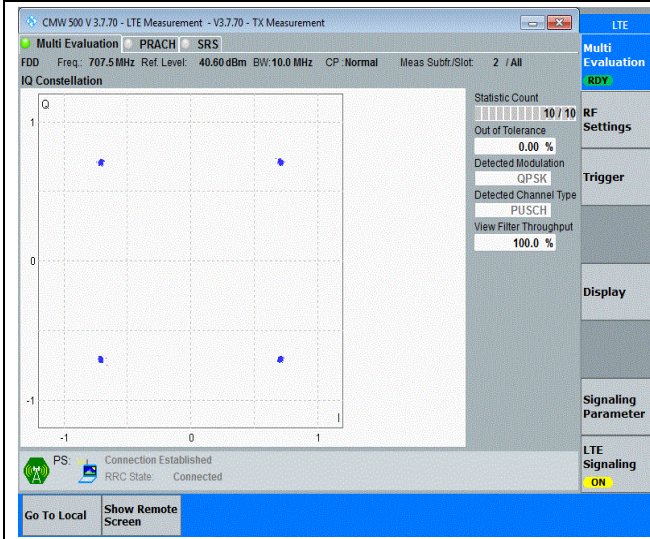 CMW 500 V 3.7.70 - LTE Measurement - V3.7.70 - TX Measurement
LTE
Multi Evaluation PRACH SRS
FDD Freq.: 707.5 MHz Ref. Level: 40.60 dBm BW: 10.0 MHz CP : Normal Meas Subfr./Slot: 2 / All
IQ Constellation
Q
1
0
-1
-1 0 1
I
Statistic Count
10 / 10
Out of Tolerance
0.00 %
Detected Modulation
QPSK
Detected Channel Type
PUSCH
View Filter Throughput
100.0 %
Multi
Evaluation
RDY
RF
Settings
Trigger
Display
Signaling
Parameter
LTE
Signaling
ON
PS: Connection Established
RRC State: Connected
Go To Local
Show Remote
Screen